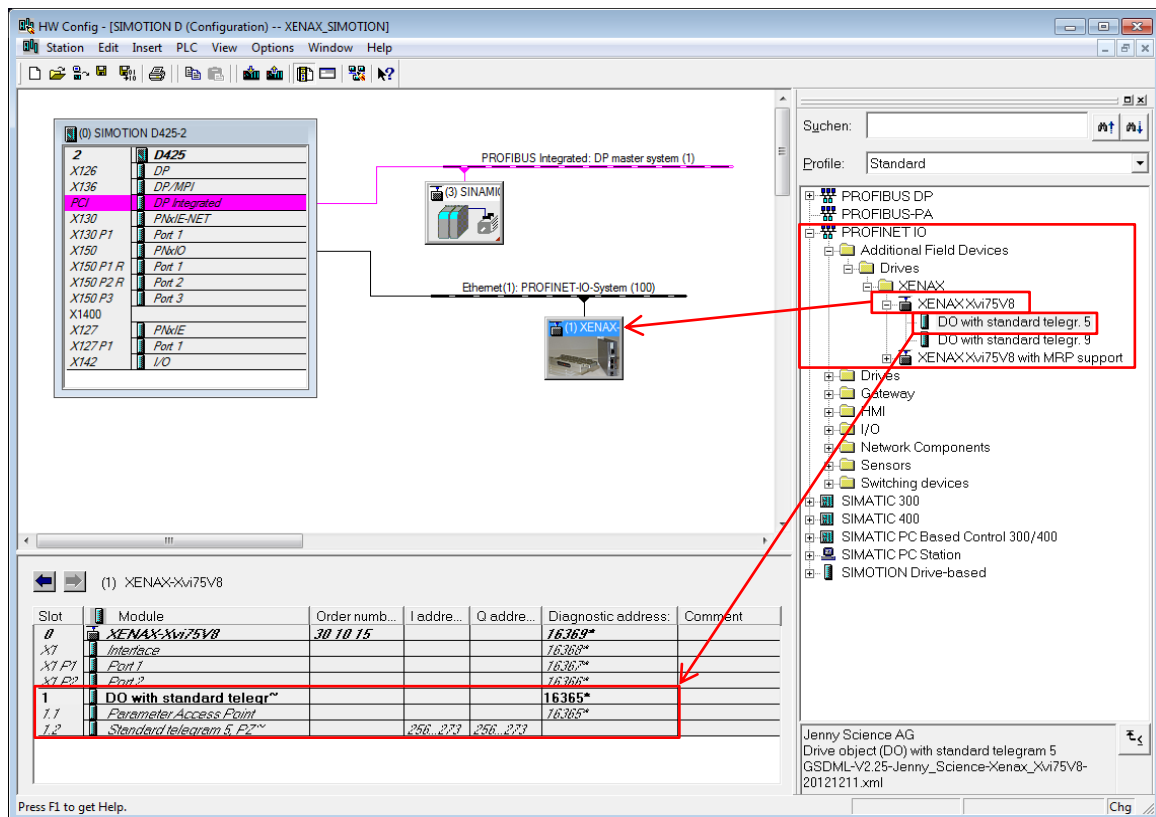 HW Config - [SIMOTION D (Configuration) -- XENAX_SIMOTION]
Station Edit Insert PLC View Options Window Help
(0) SIMOTION D425-2
2 D425
X126 DP
X136 DP/MPI
PCI DP Integrated
X130 PNxIE-NET
X130 P1 Port 1
X150 PNxIO
X150 P1 R Port 1
X150 P2 R Port 2
X150 P3 Port 3
X1400
X127 PNxIE
X127 P1 Port 1
X142 I/O
PROFIBUS Integrated: DP master system (1)
(3) SINAMIC
Ethernet(1): PROFINET-IO-System (100)
(1) XENAX-
Suchen:
Profile: Standard
PROFIBUS DP
PROFIBUS-PA
PROFINET IO
Additional Field Devices
Drives
XENAX
XENAX Xvi75V8
DO with standard telegr. 5
DO with standard telegr. 9
XENAX Xvi75V8 with MRP support
Drives
Gateway
HMI
I/O
Network Components
Sensors
Switching devices
SIMATIC 300
SIMATIC 400
SIMATIC PC Based Control 300/400
SIMATIC PC Station
SIMOTION Drive-based
(1) XENAX-Xvi75V8
Slot Module Order numb... I addre... Q addre... Diagnostic address: Comment
0 XENAX-Xvi75V8 30 10 15 16369*
X1 Interface 16368*
X1 P1 Port 1 16367*
X1 P2 Port 2 16366*
1 DO with standard telegr~ 16365*
1.1 Parameter Access Point 16365*
1.2 Standard telegram 5, PZ~ 256...273 256...273
Jenny Science AG
Drive object (DO) with standard telegram 5
GSDML-V2.25-Jenny_Science-Xenax_Xvi75V8-
20121211.xml
Press F1 to get Help.
Chg